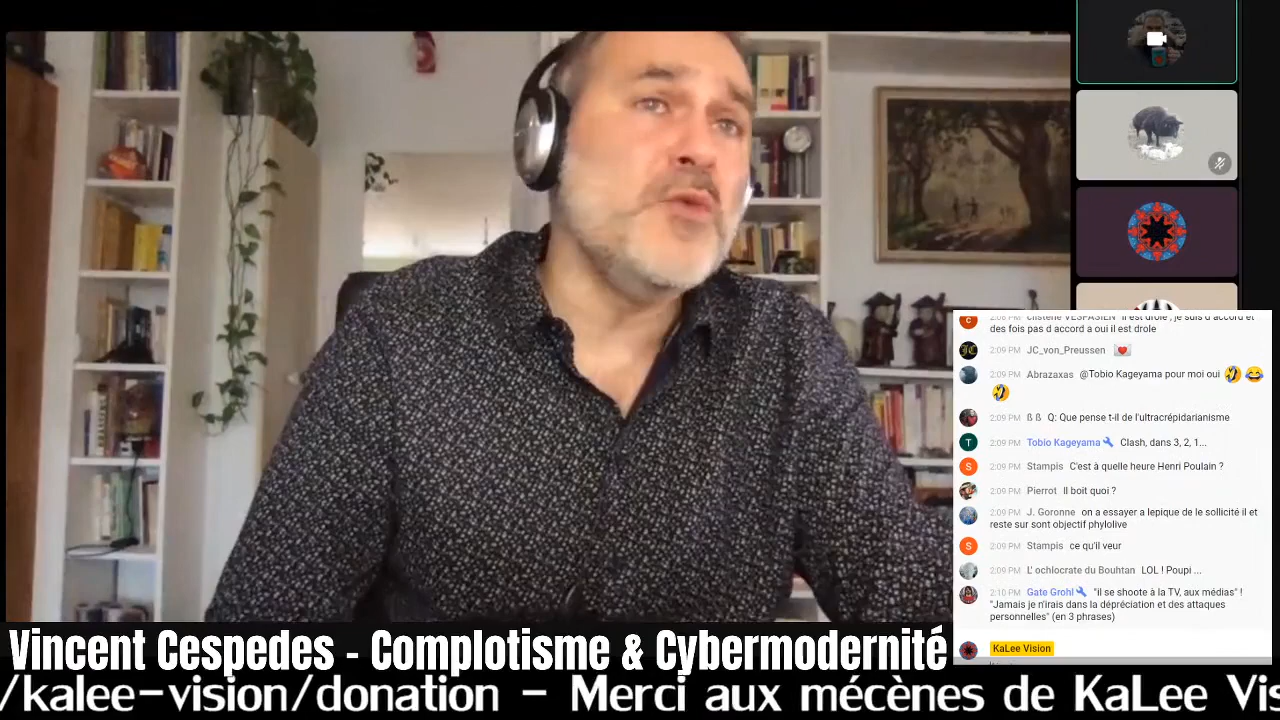 2:08 PM Clistène VESPASIEN Il est drole , je suis d'accord et
des fois pas d accord a oui il est drole
2:09 PM JC_von_Preussen
2:09 PM Abrazaxas @Tobio Kageyama pour moi oui
2:09 PM ß ß Q: Que pense t-il de l'ultracrépidarianisme
2:09 PM Tobio Kageyama Clash, dans 3, 2, 1...
2:09 PM Stampis C'est à quelle heure Henri Poulain ?
2:09 PM Pierrot Il boit quoi ?
2:09 PM J. Goronne on a essayer a lepique de le sollicité il et
reste sur sont objectif phylolive
2:09 PM Stampis ce qu'il veur
2:09 PM L' ochlocrate du Bouhtan LOL ! Poupi ...
2:10 PM Gate Grohl "il se shoote à la TV, aux médias" !
"Jamais je n'irais dans la dépréciation et des attaques
personnelles" (en 3 phrases)
KaLee Vision
Vincent Cespedes - Complotisme & Cybermodernité
/kalee-vision/donation - Merci aux mécènes de KaLee Vis